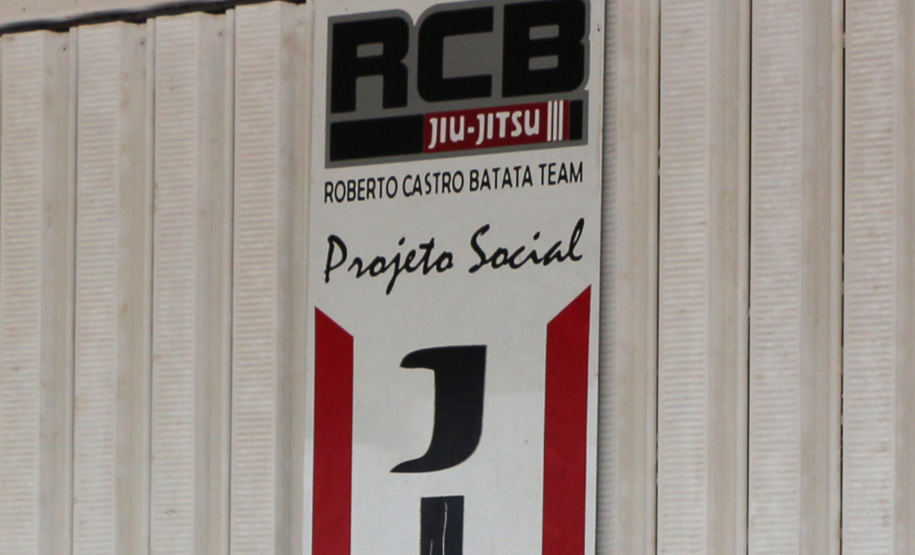 RCB
JIU-JITSU
ROBERTO CASTRO BATATA TEAM
Projeto Social
J
I